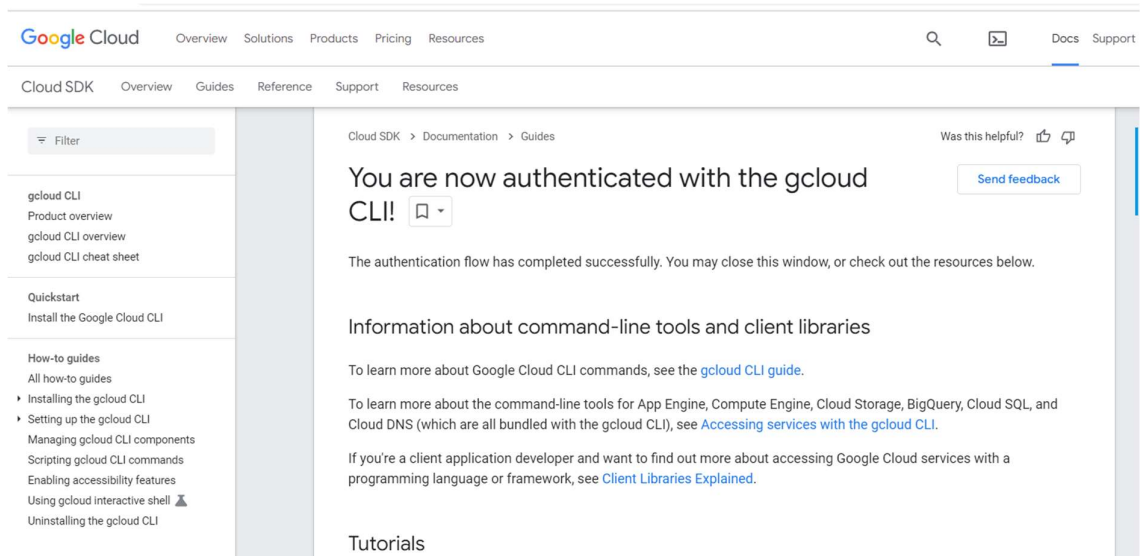 Google Cloud Overview Solutions Products Pricing Resources Docs Support
Cloud SDK Overview Guides Reference Support Resources
Filter
gcloud CLI
Product overview
gcloud CLI overview
gcloud CLI cheat sheet
Quickstart
Install the Google Cloud CLI
How-to guides
All how-to guides
Installing the gcloud CLI
Setting up the gcloud CLI
Managing gcloud CLI components
Scripting gcloud CLI commands
Enabling accessibility features
Using gcloud interactive shell
Uninstalling the gcloud CLI
Cloud SDK > Documentation > Guides
Was this helpful?
You are now authenticated with the gcloud
CLI!
Send feedback
The authentication flow has completed successfully. You may close this window, or check out the resources below.
Information about command-line tools and client libraries
To learn more about Google Cloud CLI commands, see the gcloud CLI guide.
To learn more about the command-line tools for App Engine, Compute Engine, Cloud Storage, BigQuery, Cloud SQL, and
Cloud DNS (which are all bundled with the gcloud CLI), see Accessing services with the gcloud CLI.
If you're a client application developer and want to find out more about accessing Google Cloud services with a
programming language or framework, see Client Libraries Explained.
Tutorials